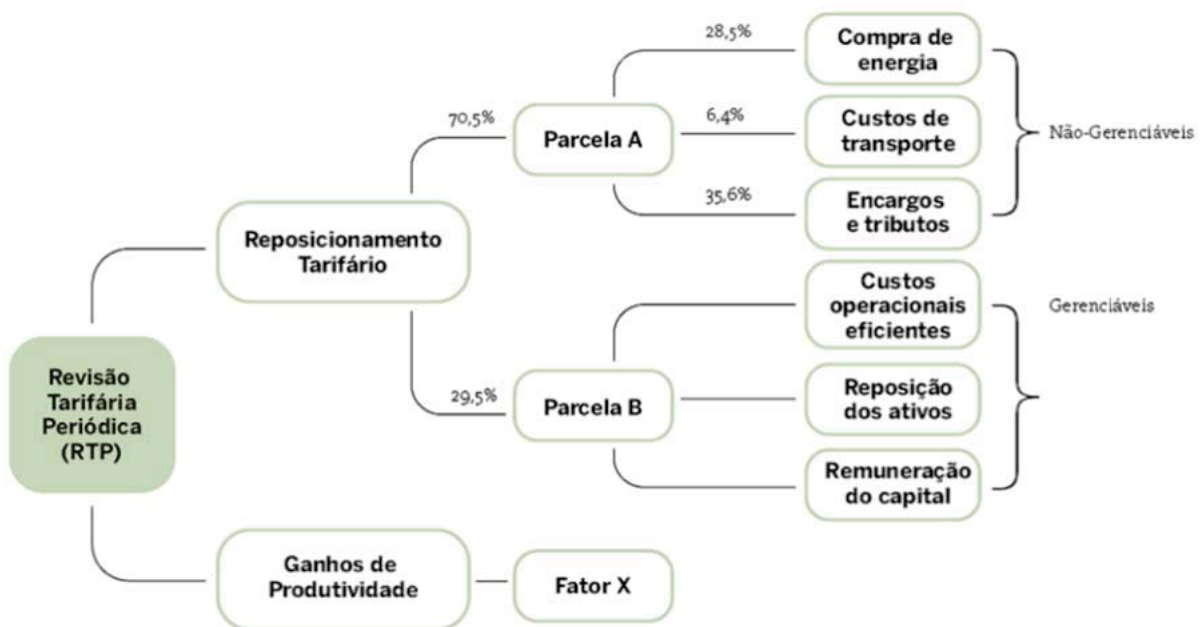 Revisão
Tarifária
Periódica
(RTP)
Reposicionamento
Tarifário
70,5%
Parcela A
28,5%
Compra de
energia
6,4%
Custos de
transporte
35,6%
Encargos
e tributos
Não-Gerenciáveis
29,5%
Parcela B
Custos
operacionais
eficientes
Reposição
dos ativos
Remuneração
do capital
Gerenciáveis
Ganhos de
Produtividade
Fator X